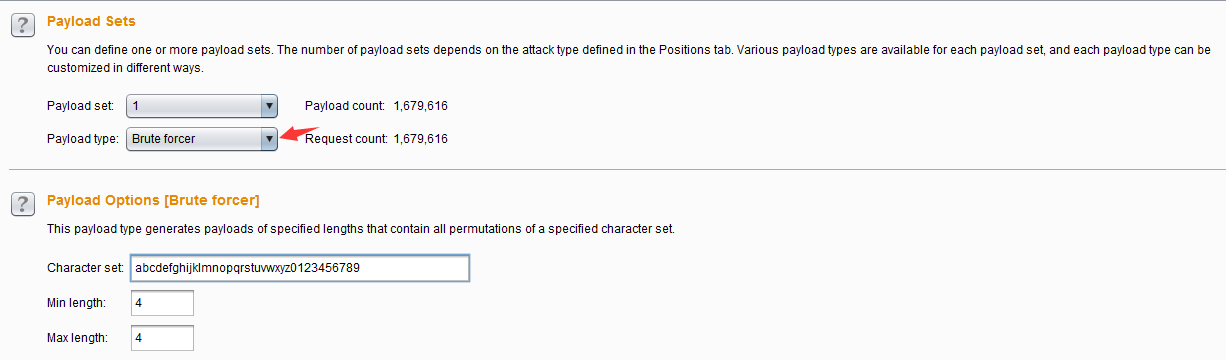 ? Payload Sets
You can define one or more payload sets. The number of payload sets depends on the attack type defined in the Positions tab. Various payload types are available for each payload set, and each payload type can be
customized in different ways.
Payload set: 1 Payload count: 1,679,616
Payload type: Brute forcer Request count: 1,679,616
? Payload Options [Brute forcer]
This payload type generates payloads of specified lengths that contain all permutations of a specified character set.
Character set: abcdefghijklmnopqrstuvwxyz0123456789
Min length: 4
Max length: 4